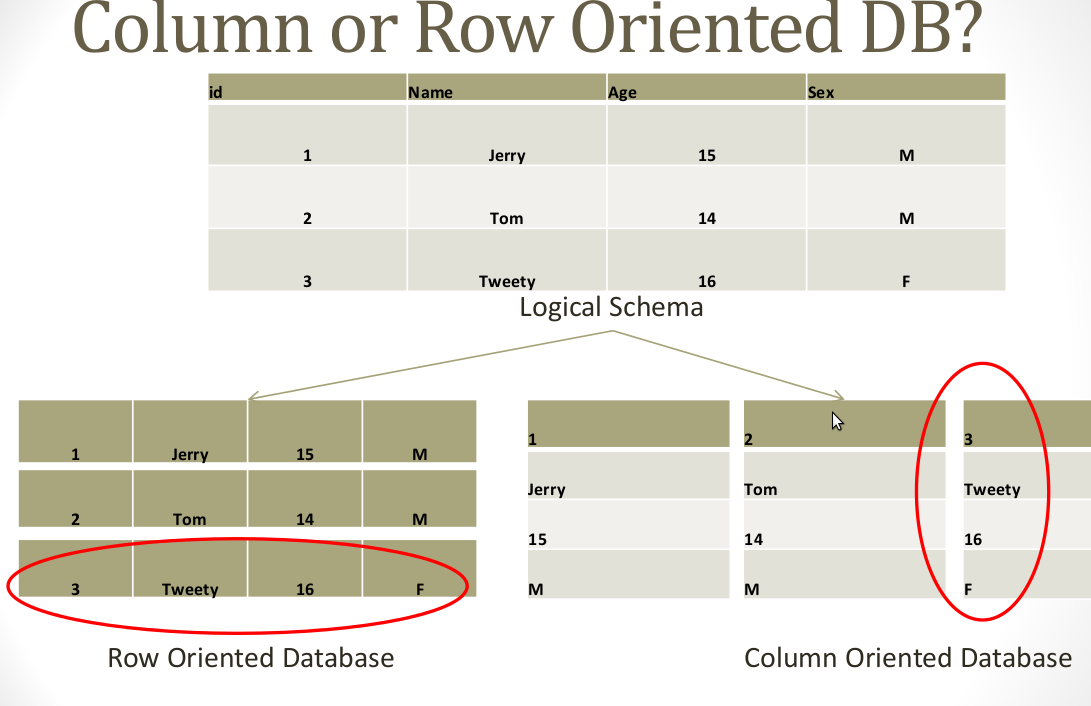 Column or Row Oriented DB?
id Name Age Sex
1 Jerry 15 M
2 Tom 14 M
3 Tweety 16 F
Logical Schema
1 Jerry 15 M
2 Tom 14 M
3 Tweety 16 F
Row Oriented Database
1 2 3
Jerry Tom Tweety
15 14 16
M M F
Column Oriented Database